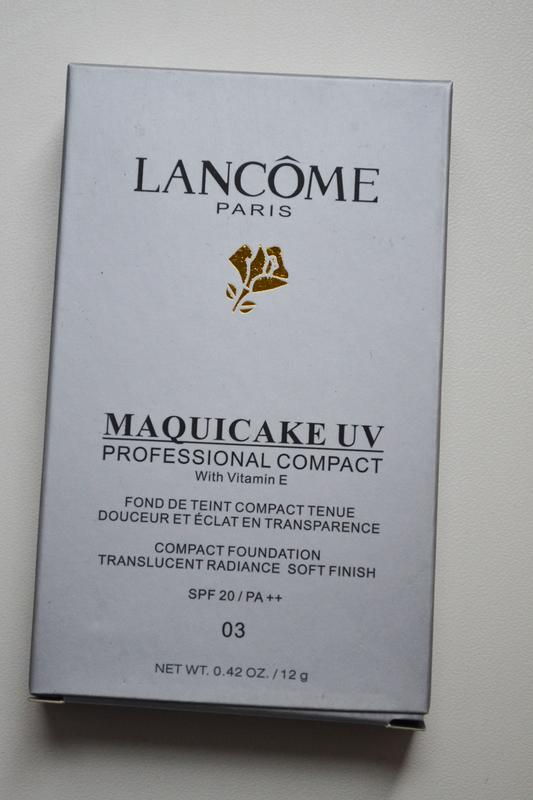 LANCÔME
PARIS
MAQUICAKE UV
PROFESSIONAL COMPACT
With Vitamin E
FOND DE TEINT COMPACT TENUE
DOUCEUR ET ÉCLAT EN TRANSPARENCE
COMPACT FOUNDATION
TRANSLUCENT RADIANCE SOFT FINISH
SPF 20 / PA ++
03
NET WT. 0.42 OZ. / 12 g